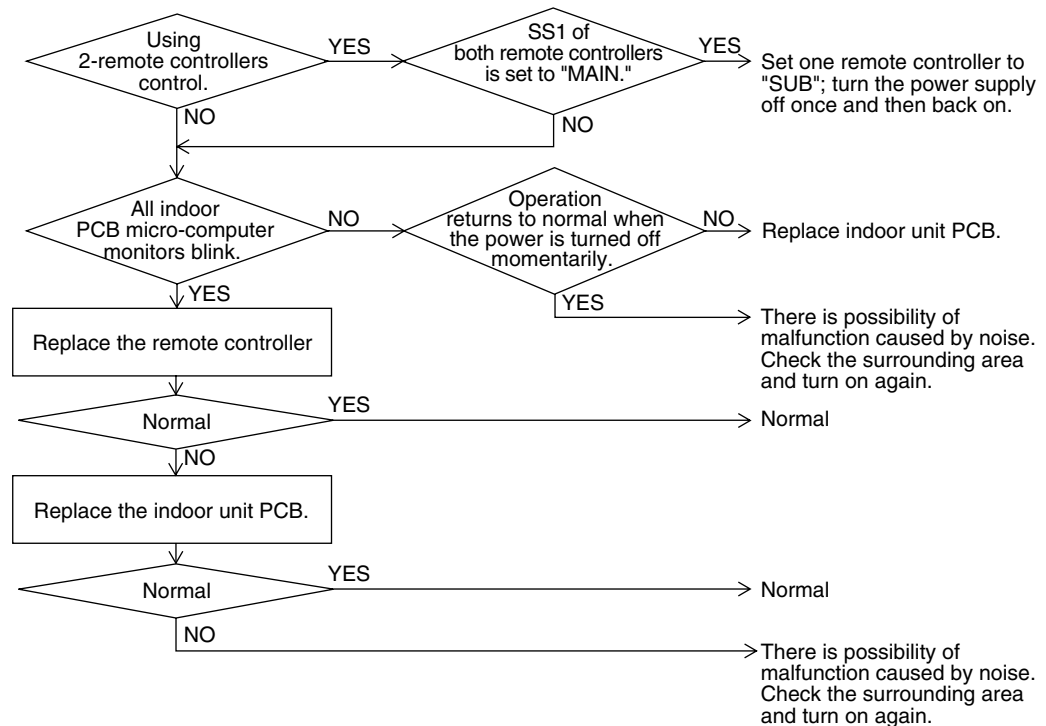 Using
2-remote controllers
control.
YES
SS1 of
both remote controllers
is set to "MAIN."
YES
Set one remote controller to
"SUB"; turn the power supply
off once and then back on.
NO
NO
All indoor
PCB micro-computer
monitors blink.
NO
Operation
returns to normal when
the power is turned off
momentarily.
NO
Replace indoor unit PCB.
YES
YES
There is possibility of
malfunction caused by noise.
Check the surrounding area
and turn on again.
Replace the remote controller
Normal
YES
Normal
NO
Replace the indoor unit PCB.
Normal
YES
Normal
NO
There is possibility of
malfunction caused by noise.
Check the surrounding area
and turn on again.